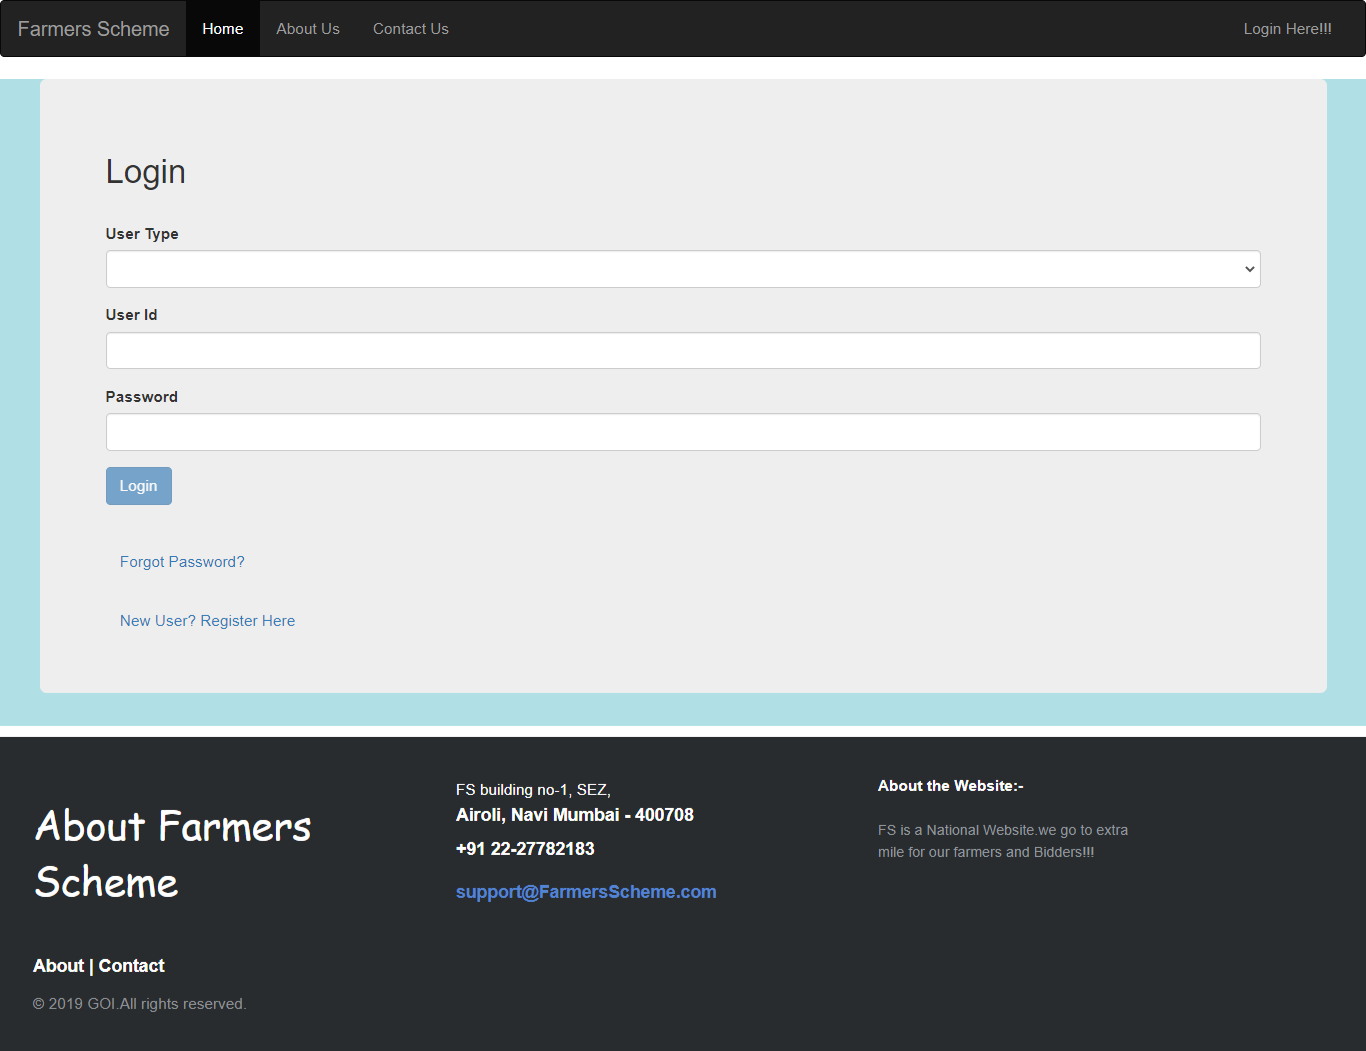 Farmers Scheme
Home
About Us
Contact Us
Login Here!!!
Login
User Type
User Id
Password
Login
Forgot Password?
New User? Register Here
About Farmers
Scheme
About | Contact
© 2019 GOI.All rights reserved.
FS building no-1, SEZ,
Airoli, Navi Mumbai - 400708
+91 22-27782183
support@FarmersScheme.com
About the Website:-
FS is a National Website.we go to extra
mile for our farmers and Bidders!!!